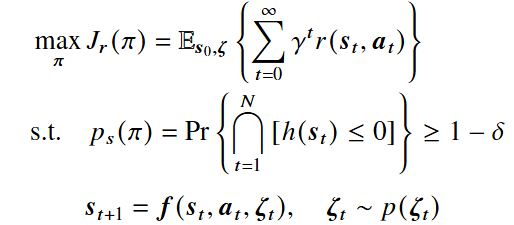 max_π J_r(π) = 𝔼_{s_0,ζ} { ∑_{t=0}^{∞} γ^t r(s_t, a_t) }
s.t. p_s(π) = Pr { ⋂_{t=1}^{N} [h(s_t) ≤ 0] } ≥ 1 − δ
s_{t+1} = f(s_t, a_t, ζ_t), ζ_t ∼ p(ζ_t)